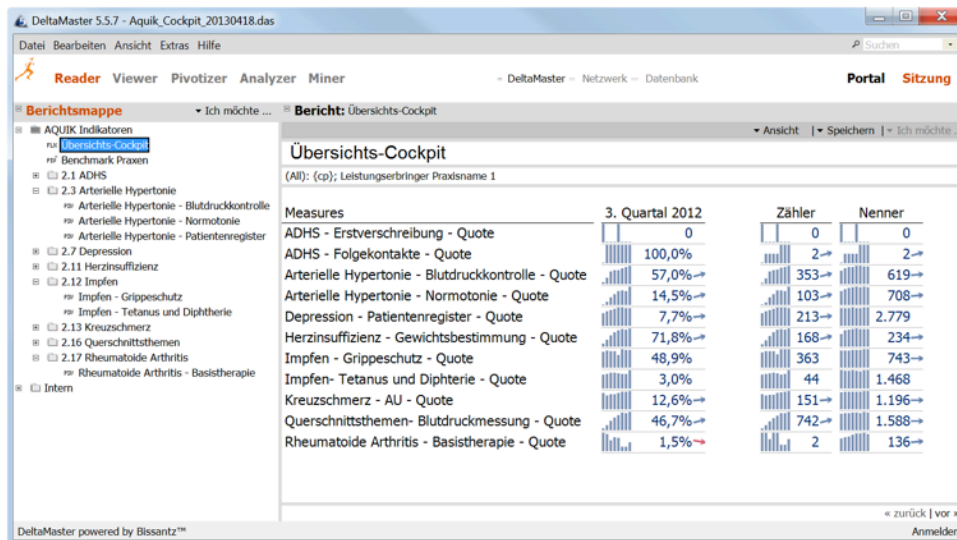 DeltaMaster 5.5.7 - Aquik_Cockpit_20130418.das
Datei Bearbeiten Ansicht Extras Hilfe Suchen
Reader Viewer Pivotizer Analyzer Miner DeltaMaster Netzwerk Datenbank Portal Sitzung
Berichtsmappe Ich möchte ... Bericht: Übersichts-Cockpit
Ansicht | Speichern | Ich möchte
AQUIK Indikatoren
Übersichts-Cockpit
Benchmark Praxen
2.1 ADHS
2.3 Arterielle Hypertonie
Arterielle Hypertonie - Blutdruckkontrolle
Arterielle Hypertonie - Normotonie
Arterielle Hypertonie - Patientenregister
2.7 Depression
2.11 Herzinsuffizienz
2.12 Impfen
Impfen - Grippeschutz
Impfen - Tetanus und Diphtherie
2.13 Kreuzschmerz
2.16 Querschnittsthemen
2.17 Rheumatoide Arthritis
Rheumatoide Arthritis - Basistherapie
Intern
Übersichts-Cockpit
(All): {cp}; Leistungserbringer Praxisname 1
Measures 3. Quartal 2012 Zähler Nenner
ADHS - Erstverschreibung - Quote 0 0 0
ADHS - Folgekontakte - Quote 100,0% 2 2
Arterielle Hypertonie - Blutdruckkontrolle - Quote 57,0% 353 619
Arterielle Hypertonie - Normotonie - Quote 14,5% 103 708
Depression - Patientenregister - Quote 7,7% 213 2.779
Herzinsuffizienz - Gewichtsbestimmung - Quote 71,8% 168 234
Impfen - Grippeschutz - Quote 48,9% 363 743
Impfen- Tetanus und Diphterie - Quote 3,0% 44 1.468
Kreuzschmerz - AU - Quote 12,6% 151 1.196
Querschnittsthemen- Blutdruckmessung - Quote 46,7% 742 1.588
Rheumatoide Arthritis - Basistherapie - Quote 1,5% 2 136
« zurück | vor »
DeltaMaster powered by Bissantz™ Anmelden